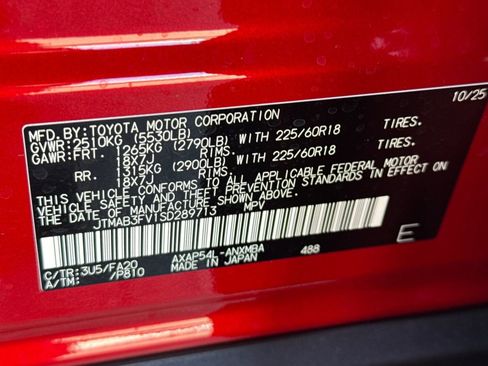 10/25
MFD.BY:TOYOTA MOTOR CORPORATION
GVWR:2510KG (5530LB)
GAWR:FRT. 1265KG (2790LB) WITH 225/60R18 TIRES.
18X7J RIMS.
RR. 1315KG (2900LB) WITH 225/60R18 TIRES.
18X7J RIMS.
THIS VEHICLE CONFORMS TO ALL APPLICABLE FEDERAL MOTOR
VEHICLE SAFETY AND THEFT PREVENTION STANDARDS IN EFFECT
ON THE DATE OF MANUFACTURE SHOWN ABOVE.
JTMAB3FV1SD289713 MPV
C/TR:3U5/FA20 AXAP54L-ANXMBA 488 E
A/TM: /P810 MADE IN JAPAN